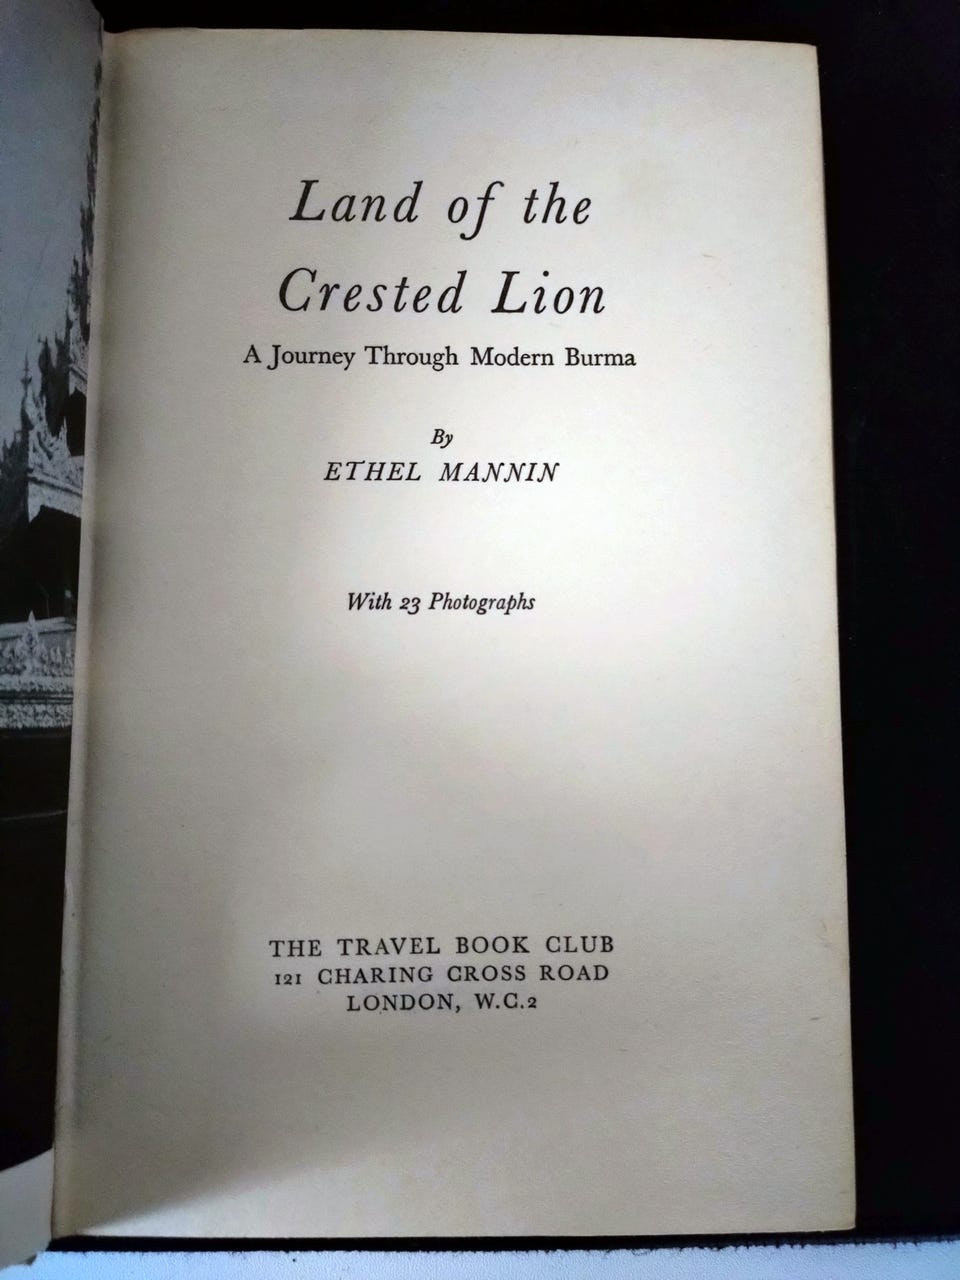 Land of the
Crested Lion
A Journey Through Modern Burma
By
ETHEL MANNIN
With 23 Photographs
THE TRAVEL BOOK CLUB
121 CHARING CROSS ROAD
LONDON, W.C.2